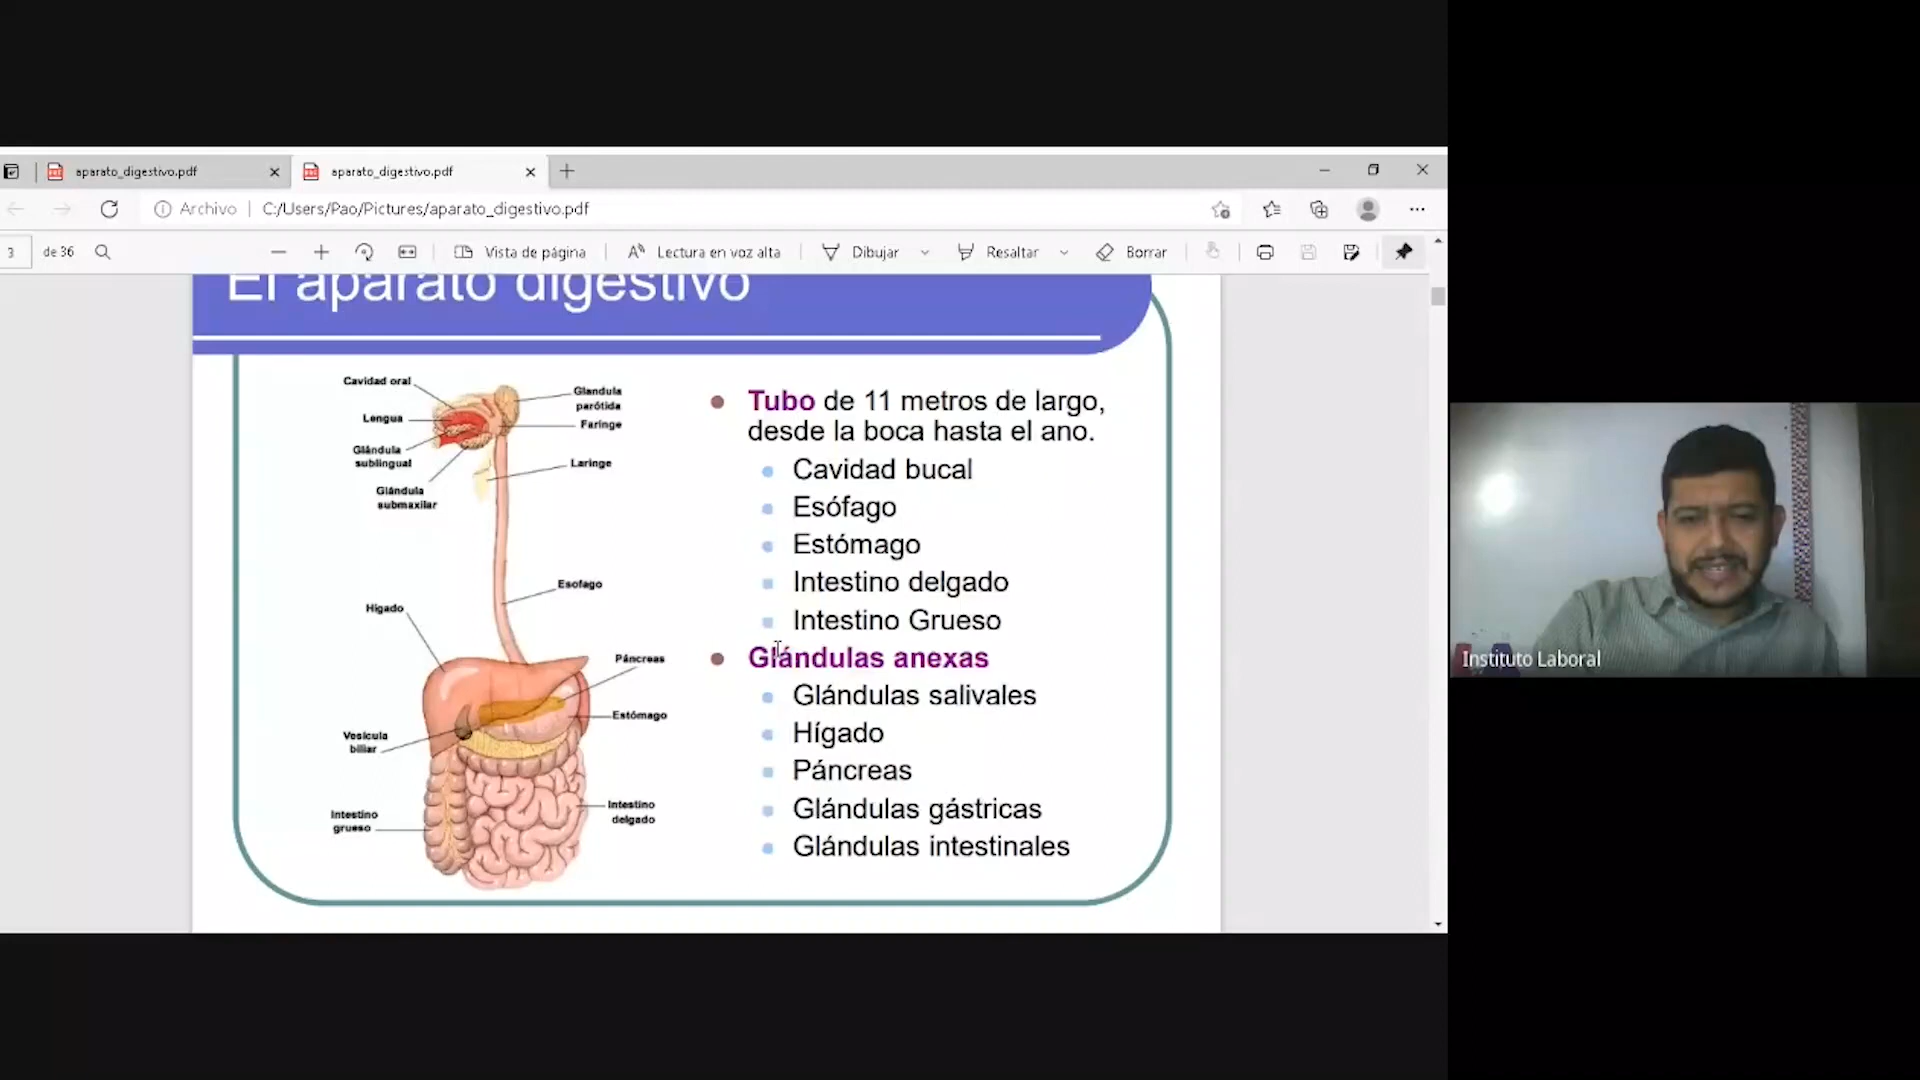 aparato_digestivo.pdf
aparato_digestivo.pdf
Archivo
C:/Users/Pao/Pictures/aparato_digestivo.pdf
3 de 36
Vista de página
Lectura en voz alta
Dibujar
Resaltar
Borrar
El aparato digestivo
Cavidad oral
Lengua
Glándula
sublingual
Glándula
submaxilar
Glandula
parótida
Faringe
Laringe
Esofago
Hígado
Páncreas
Estómago
Vesícula
biliar
Intestino
grueso
Intestino
delgado
Tubo de 11 metros de largo,
desde la boca hasta el ano.
Cavidad bucal
Esófago
Estómago
Intestino delgado
Intestino Grueso
Glándulas anexas
Glándulas salivales
Hígado
Páncreas
Glándulas gástricas
Glándulas intestinales
Instituto Laboral